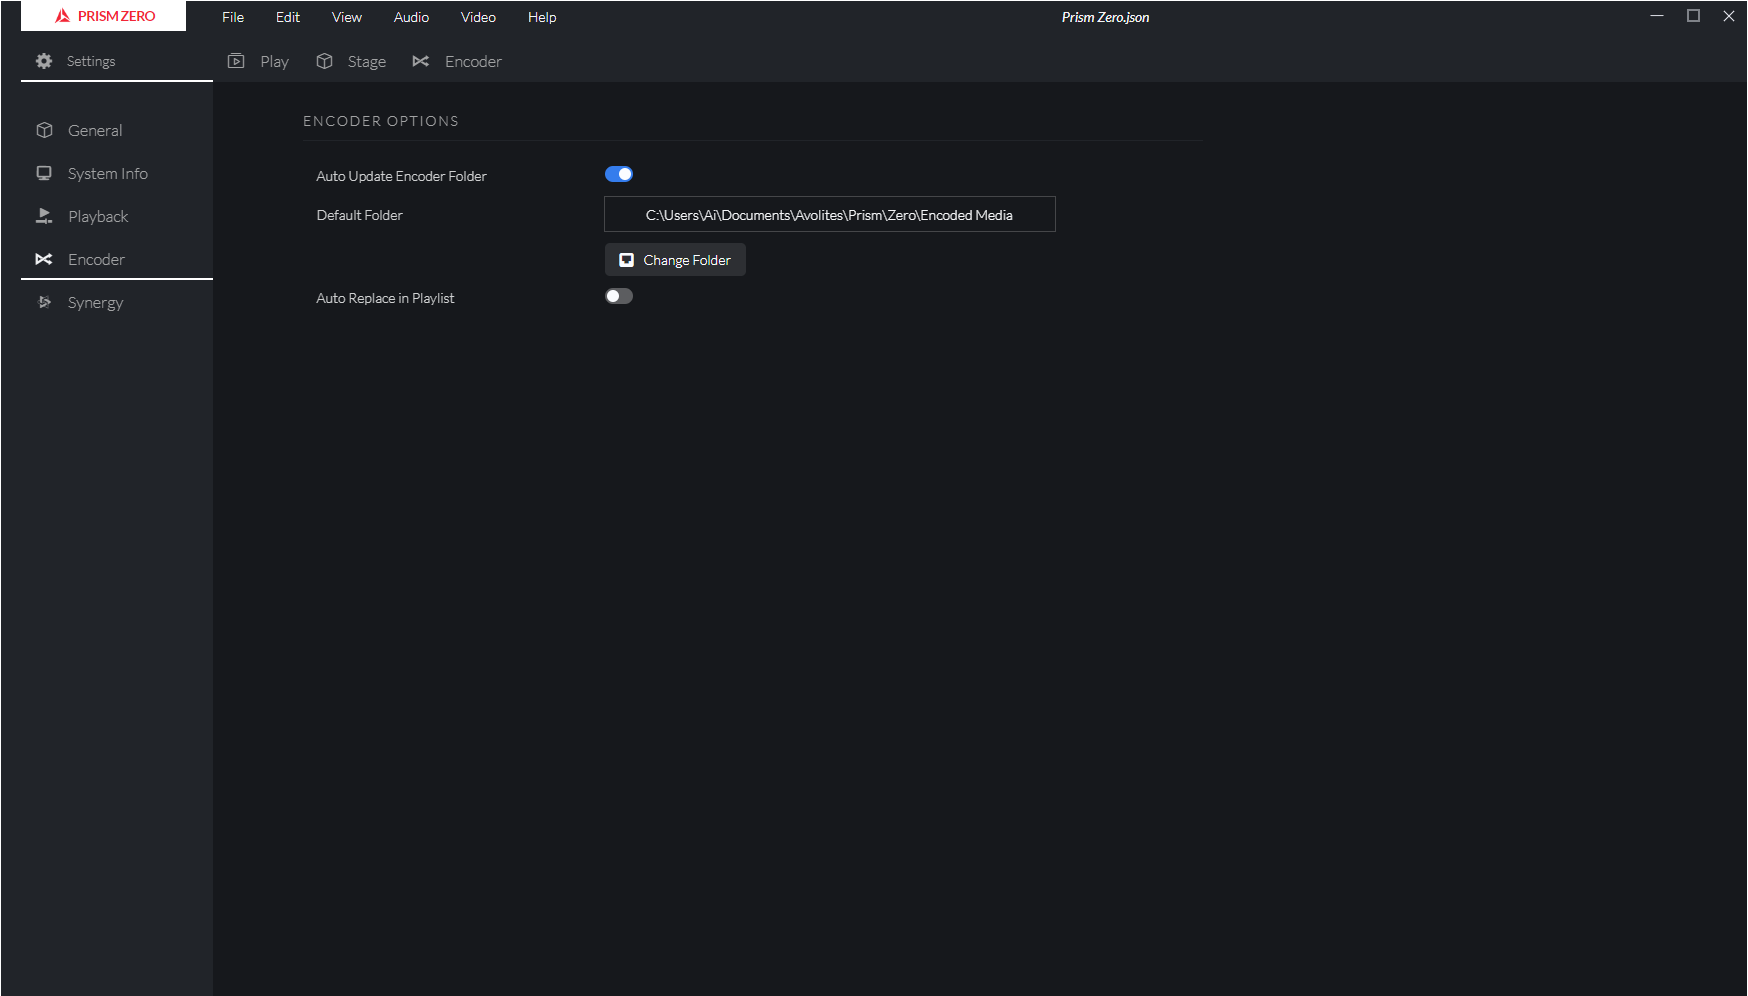 PRISM ZERO
File Edit View Audio Video Help
Prism Zero.json
Settings
Play Stage Encoder
General
System Info
Playback
Encoder
Synergy
ENCODER OPTIONS
Auto Update Encoder Folder
Default Folder
C:\Users\Ai\Documents\Avolites\Prism\Zero\Encoded Media
Change Folder
Auto Replace in Playlist